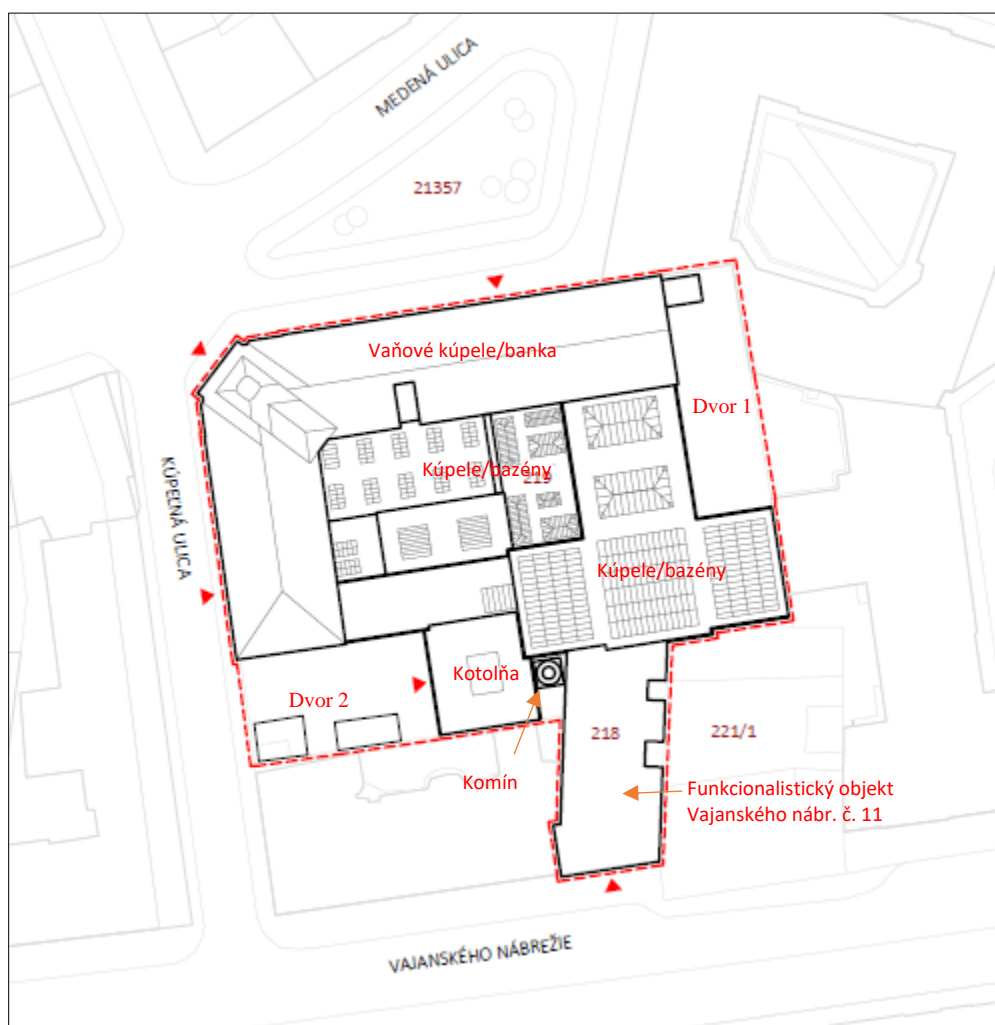 MEDENÁ ULICA
21357
Vaňové kúpele/banka
Dvor 1
Kúpele/bazény
219
KÚPEĽNÁ ULICA
Kúpele/bazény
Kotolňa
Dvor 2
218
221/1
Komín
Funkcionalistický objekt
Vajanského nábr. č. 11
VAJANSKÉHO NÁBREŽIE